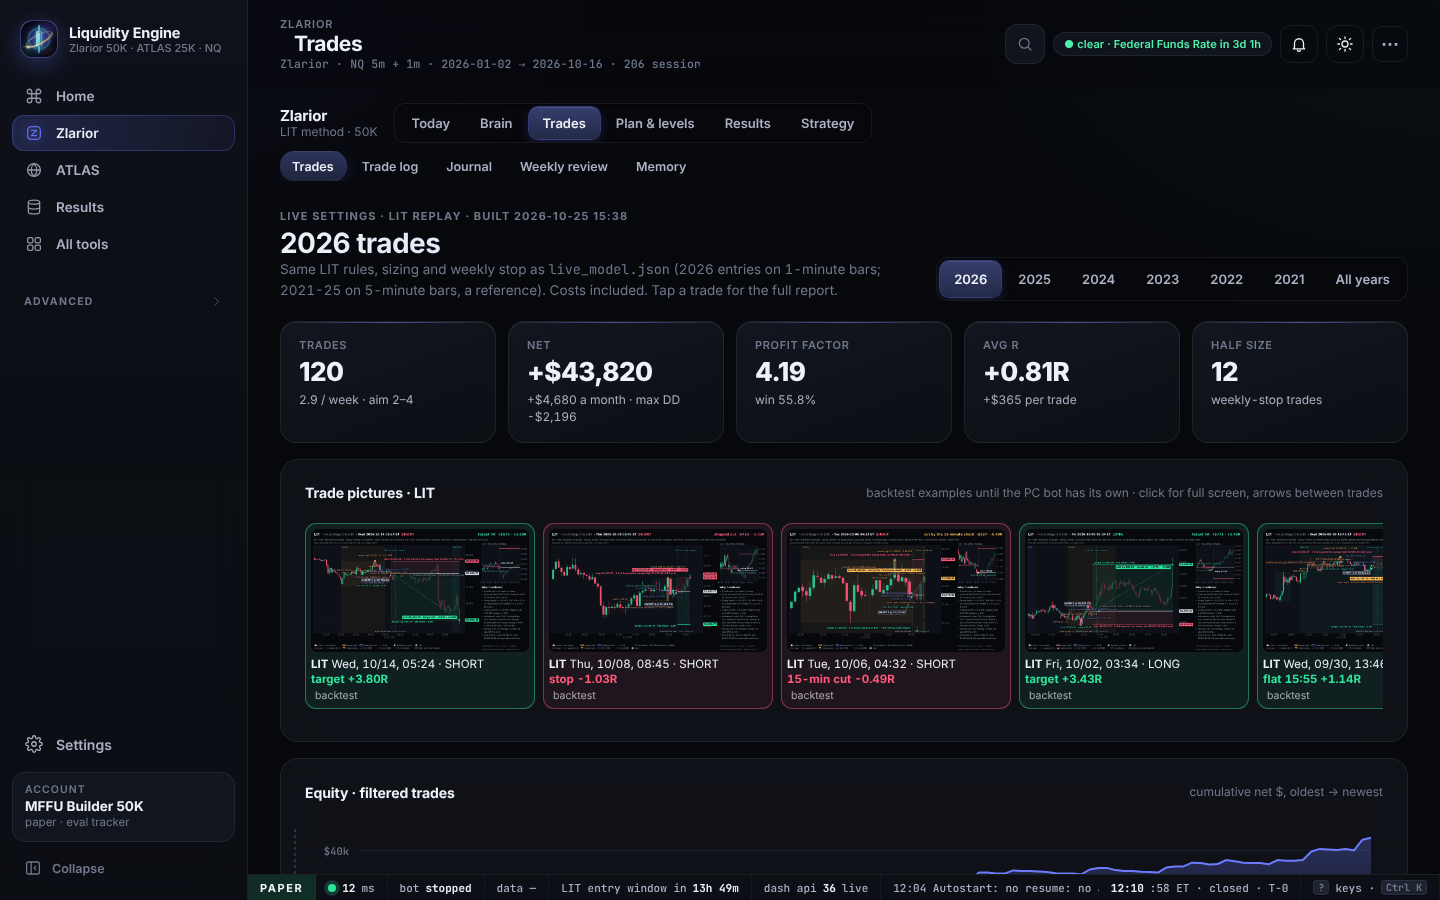 Liquidity Engine
Zlarior 50K · ATLAS 25K · NQ
Home
Zlarior
ATLAS
Results
All tools
ADVANCED
Settings
ACCOUNT
MFFU Builder 50K
paper · eval tracker
Collapse
ZLARIOR
Trades
Zlarior · NQ 5m + 1m · 2026-01-02 → 2026-10-16 · 206 session
clear · Federal Funds Rate in 3d 1h
Zlarior
LIT method · 50K
Today Brain Trades Plan & levels Results Strategy
Trades Trade log Journal Weekly review Memory
LIVE SETTINGS · LIT REPLAY · BUILT 2026-10-25 15:38
2026 trades
Same LIT rules, sizing and weekly stop as live_model.json (2026 entries on 1-minute bars;
2021-25 on 5-minute bars, a reference). Costs included. Tap a trade for the full report.
2026 2025 2024 2023 2022 2021 All years
TRADES
120
2.9 / week · aim 2–4
NET
+$43,820
+$4,680 a month · max DD
-$2,196
PROFIT FACTOR
4.19
win 55.8%
AVG R
+0.81R
+$365 per trade
HALF SIZE
12
weekly-stop trades
Trade pictures · LIT
backtest examples until the PC bot has its own · click for full screen, arrows between trades
LIT Wed, 10/14, 05:24 · SHORT
target +3.80R
backtest
LIT Thu, 10/08, 08:45 · SHORT
stop -1.03R
backtest
LIT Tue, 10/06, 04:32 · SHORT
15-min cut -0.49R
backtest
LIT Fri, 10/02, 03:34 · LONG
target +3.43R
backtest
LIT Wed, 09/30, 13:46
flat 15:55 +1.14R
backtest
Equity · filtered trades
cumulative net $, oldest → newest
$40k
PAPER
12 ms
bot stopped
data —
LIT entry window in 13h 49m
dash api 36 live
12:04 Autostart: no resume: no
12:10 :58 ET · closed · T-0
? keys · Ctrl K